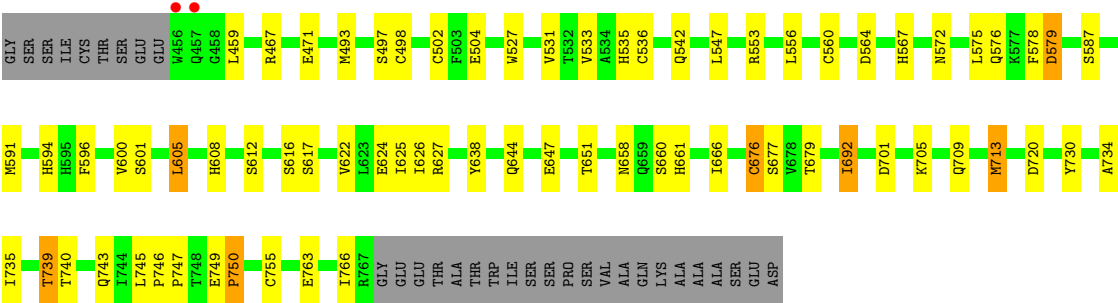 GLY SER SER ILE CYS THR SER GLU GLU W456 Q457 G458 L459 R467 E471 M493 S497 C498 C502 F503 E504 W527 V531 T532 V533 A534 H535 C536 Q542 L547 R553 L556 C560 D564 H567 N572 L575 Q576 K577 F578 D579 S587
M591 H594 H595 F596 V600 S601 L605 H608 S612 S616 S617 V622 L623 E624 I625 I626 R627 Y638 Q644 E647 T651 N658 Q659 S660 H661 I666 C676 S677 V678 T679 I692 D701 K705 Q709 M713 D720 Y730 A734
I735 T739 T740 Q743 I744 L745 P746 P747 T748 E749 P750 C755 E763 I766 R767 GLY GLU GLU THR ALA THR TRP ILE SER SER PRO SER VAL ALA GLN LYS ALA ALA ALA SER GLU ASP